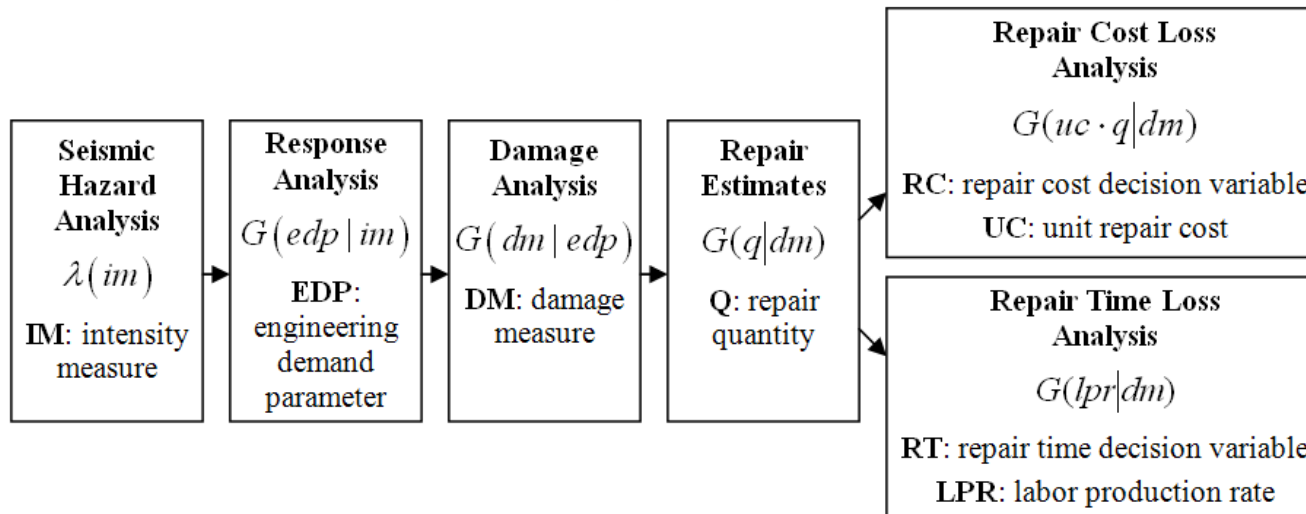 Seismic
Hazard
Analysis
λ(im)
IM: intensity
measure
Response
Analysis
G(edp | im)
EDP:
engineering
demand
parameter
Damage
Analysis
G(dm | edp)
DM: damage
measure
Repair
Estimates
G(q|dm)
Q: repair
quantity
Repair Cost Loss
Analysis
G(uc · q|dm)
RC: repair cost decision variable
UC: unit repair cost
Repair Time Loss
Analysis
G(lpr|dm)
RT: repair time decision variable
LPR: labor production rate